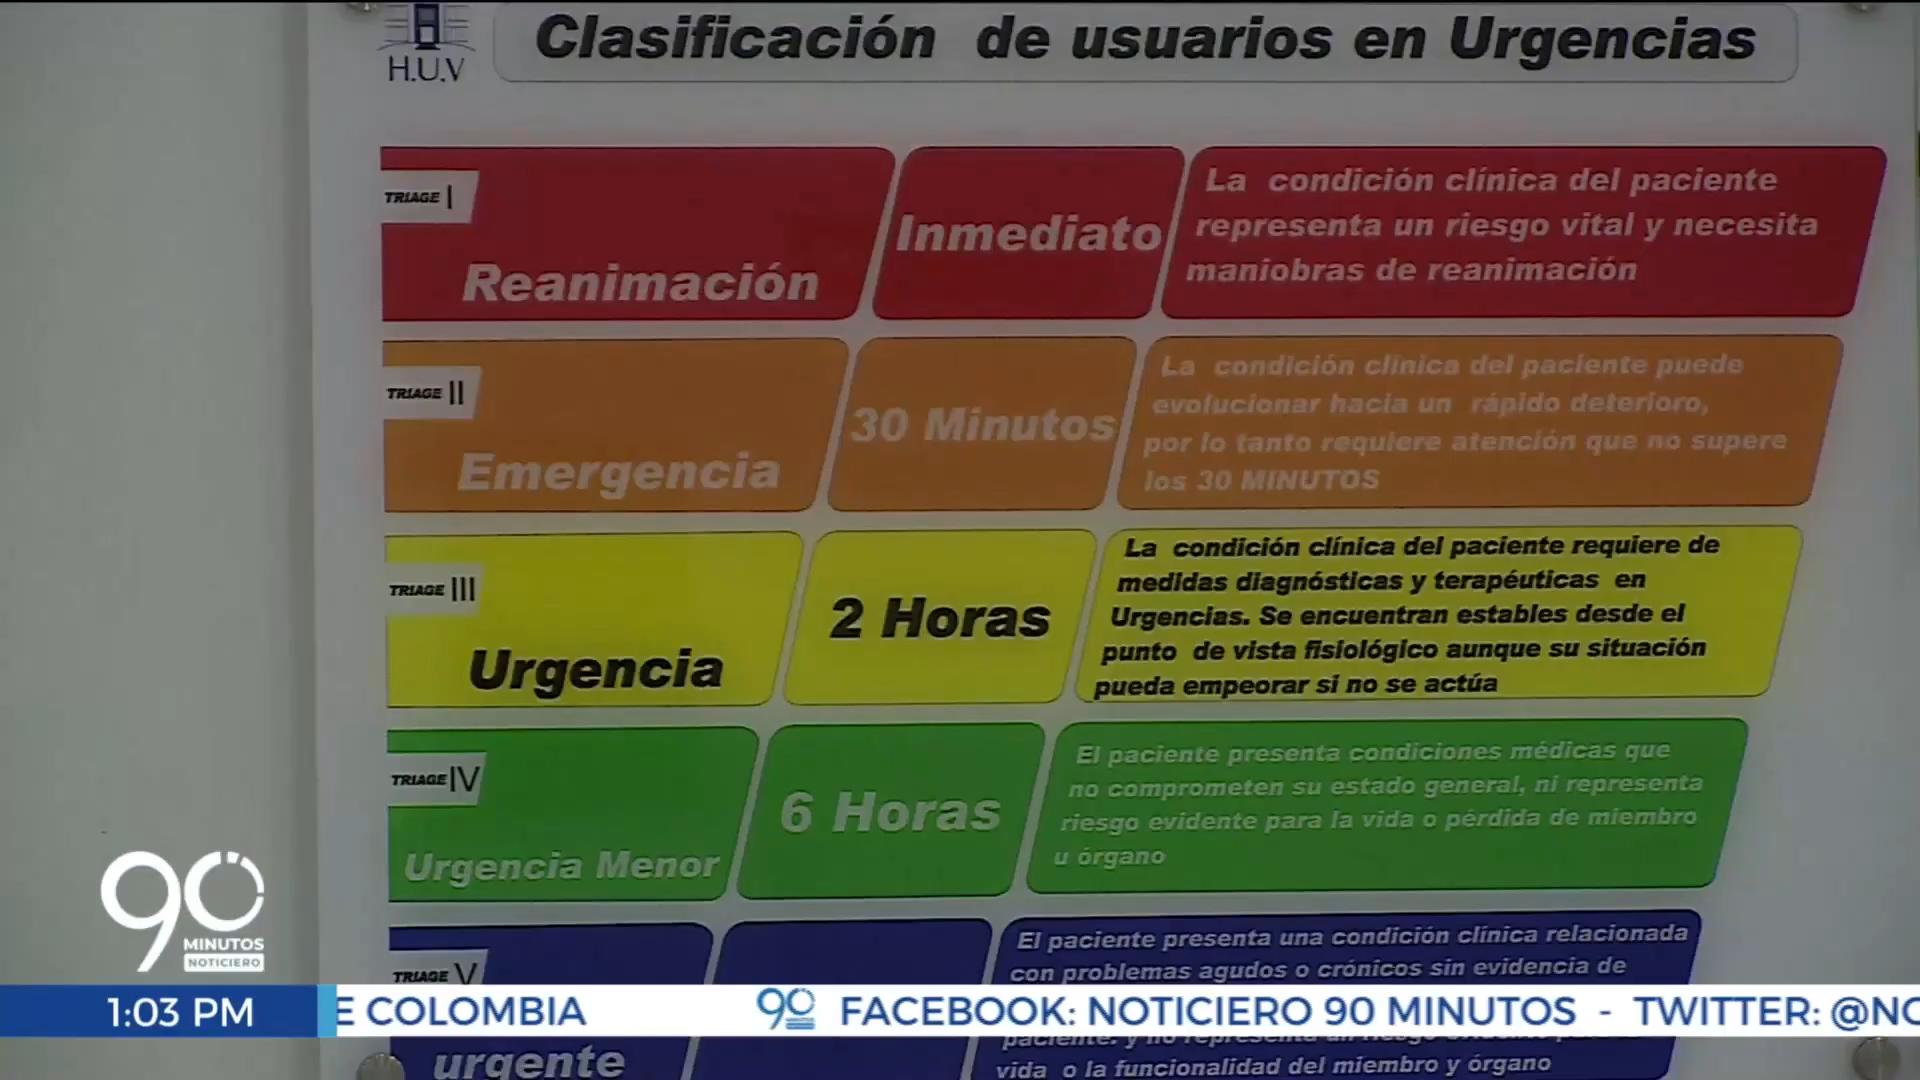 H.U.V
Clasificación de usuarios en Urgencias
TRIAGE I
Reanimación
Inmediato
La condición clínica del paciente
representa un riesgo vital y necesita
maniobras de reanimación
TRIAGE II
Emergencia
30 Minutos
La condición clínica del paciente puede
evolucionar hacia un rápido deterioro,
por lo tanto requiere atención que no supere
los 30 MINUTOS
TRIAGE III
Urgencia
2 Horas
La condición clínica del paciente requiere de
medidas diagnósticas y terapéuticas en
Urgencias. Se encuentran estables desde el
punto de vista fisiológico aunque su situación
pueda empeorar si no se actúa
TRIAGE IV
Urgencia Menor
6 Horas
El paciente presenta condiciones médicas que
no comprometen su estado general, ni representa
riesgo evidente para la vida o pérdida de miembro
u órgano
TRIAGE V
urgente
El paciente presenta una condición clínica relacionada
con problemas agudos o crónicos sin evidencia de
vida o la funcionalidad del miembro y órgano
90
MINUTOS
NOTICIERO
1:03 PM
E COLOMBIA
90
MINUTOS
FACEBOOK: NOTICIERO 90 MINUTOS - TWITTER: @NO